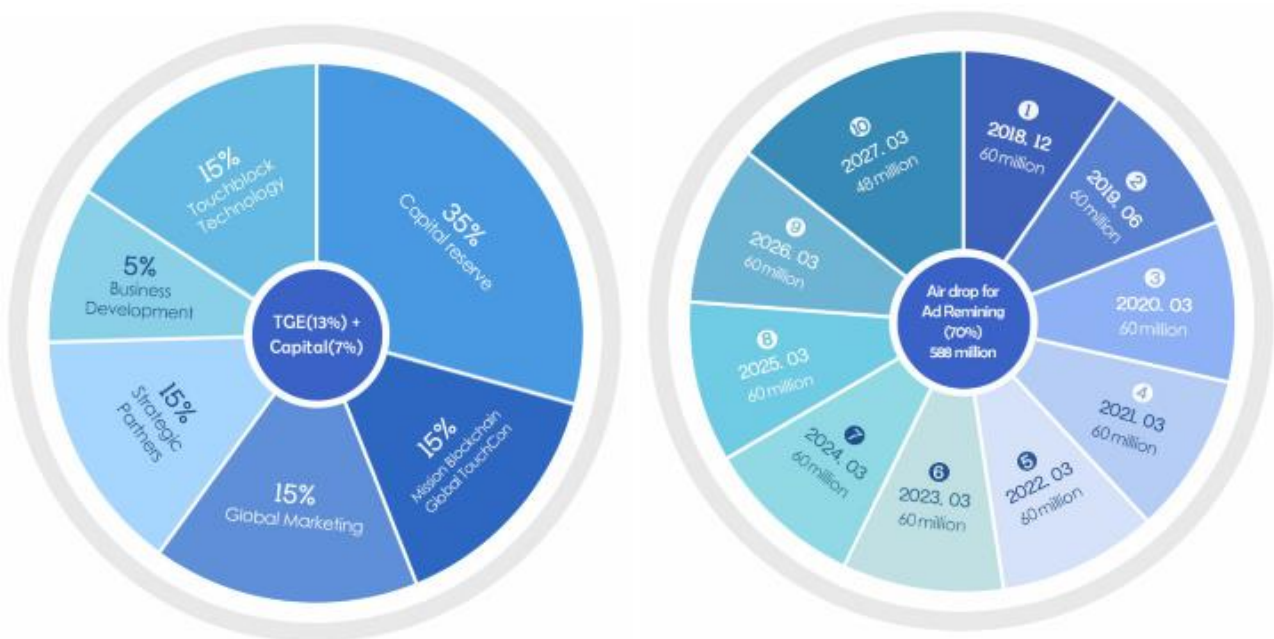 35%
Capital reserve
15%
Mission Blockchain
Global TouchCon
15%
Global Marketing
15%
Strategic
Partners
5%
Business
Development
15%
Touchblock
Technology
TGE(13%) +
Capital(7%)
1
2018. 12
60 million
2
2019. 06
60 million
3
2020. 03
60 million
4
2021. 03
60 million
5
2022. 03
60 million
6
2023. 03
60 million
7
2024. 03
60 million
8
2025. 03
60 million
9
2026. 03
60 million
10
2027. 03
48 million
Air drop for
Ad Remining
(70%)
588 million